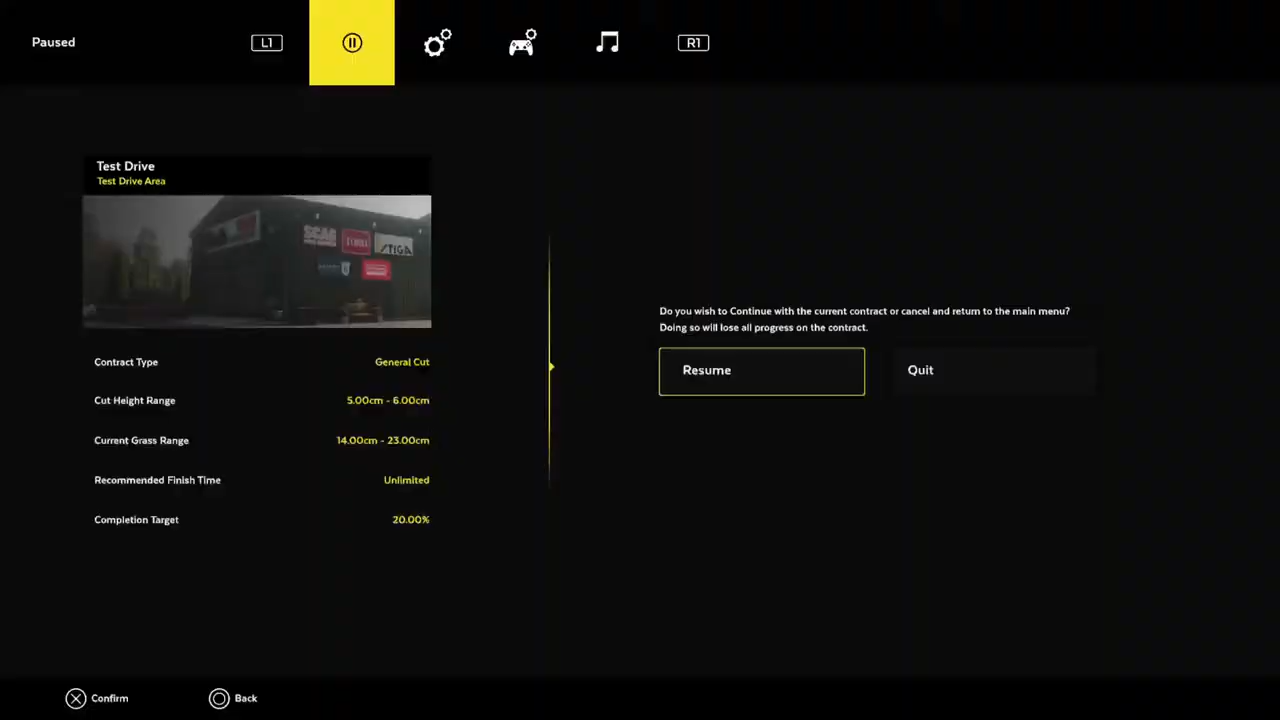 Paused
L1
R1
Test Drive
Test Drive Area
SCAG
TORO
STIGA
Contract Type
General Cut
Cut Height Range
5.00cm - 6.00cm
Current Grass Range
14.00cm - 23.00cm
Recommended Finish Time
Unlimited
Completion Target
20.00%
Do you wish to Continue with the current contract or cancel and return to the main menu?
Doing so will lose all progress on the contract.
Resume
Quit
Confirm
Back